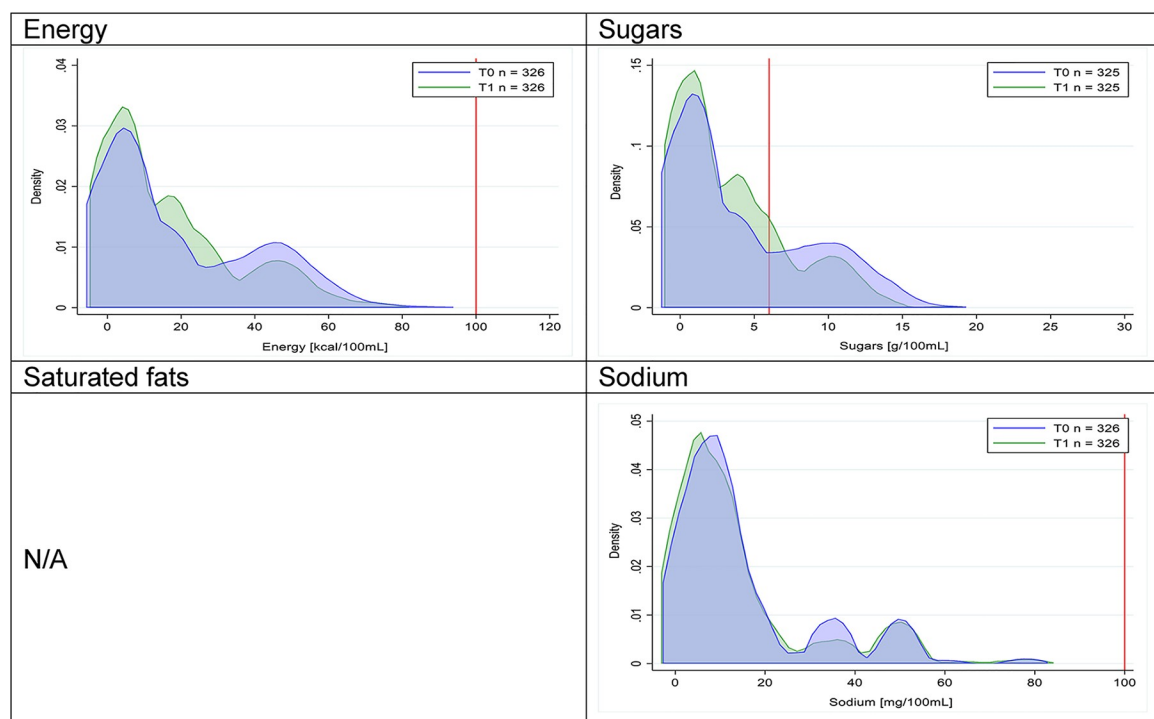 Energy
.04
.03
.02
.01
0
Density
T0 n = 326
T1 n = 326
0 20 40 60 80 100 120
Energy [kcal/100mL]
Sugars
.15
.1
.05
0
Density
T0 n = 325
T1 n = 325
0 5 10 15 20 25 30
Sugars [g/100mL]
Saturated fats
N/A
Sodium
.05
.04
.03
.02
.01
0
Density
T0 n = 326
T1 n = 326
0 20 40 60 80 100
Sodium [mg/100mL]